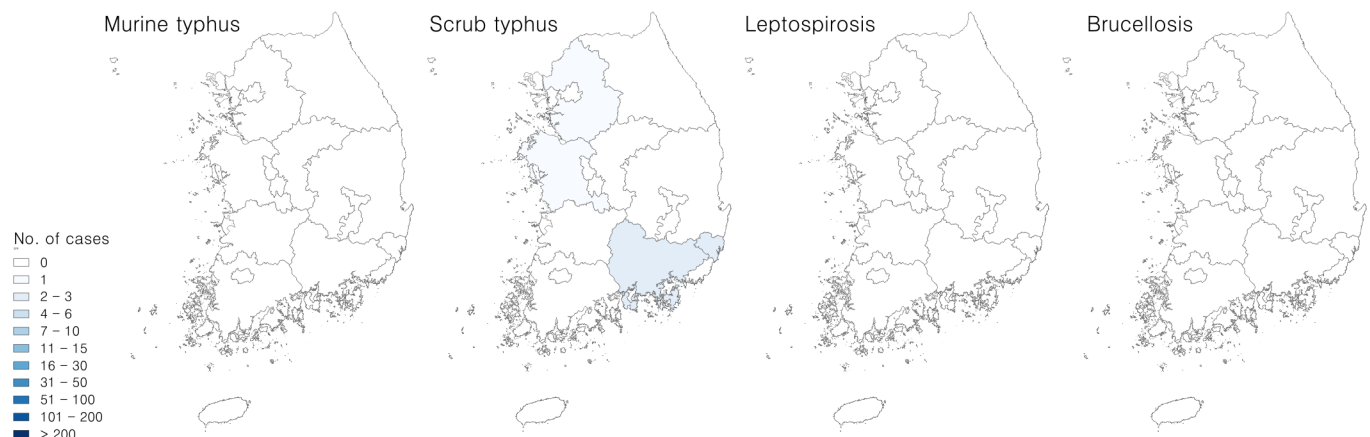 Murine typhus
Scrub typhus
Leptospirosis
Brucellosis
No. of cases
0
1
2 – 3
4 – 6
7 – 10
11 – 15
16 – 30
31 – 50
51 – 100
101 – 200
> 200